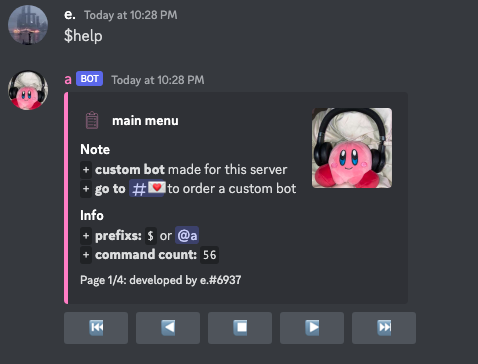 e. Today at 10:28 PM
$help
a BOT Today at 10:28 PM
📋 main menu
Note
+ custom bot made for this server
+ go to #💌 to order a custom bot
Info
+ prefixs: $ or @a
+ command count: 56
Page 1/4: developed by e.#6937